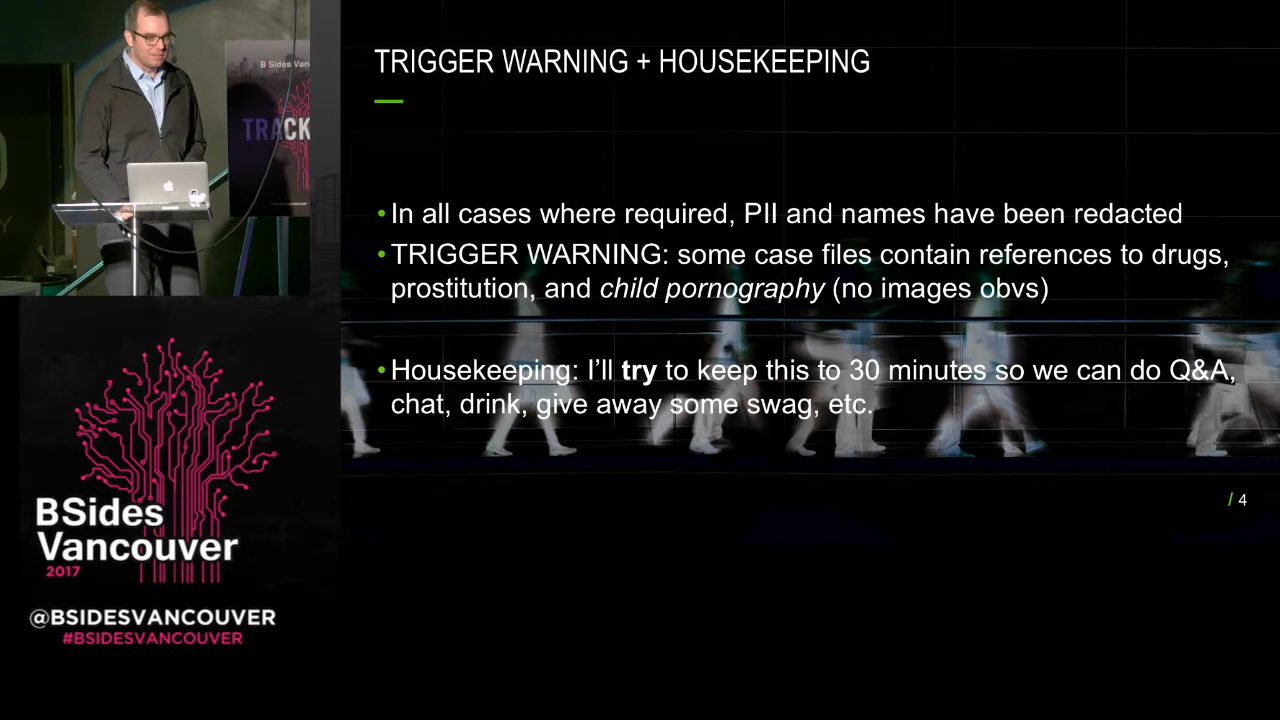 B Sides Van
TRACK
TRIGGER WARNING + HOUSEKEEPING
• In all cases where required, PII and names have been redacted
• TRIGGER WARNING: some case files contain references to drugs,
prostitution, and child pornography (no images obvs)
• Housekeeping: I'll try to keep this to 30 minutes so we can do Q&A,
chat, drink, give away some swag, etc.
/ 4
BSides
Vancouver
2017
@BSIDESVANCOUVER
#BSIDESVANCOUVER